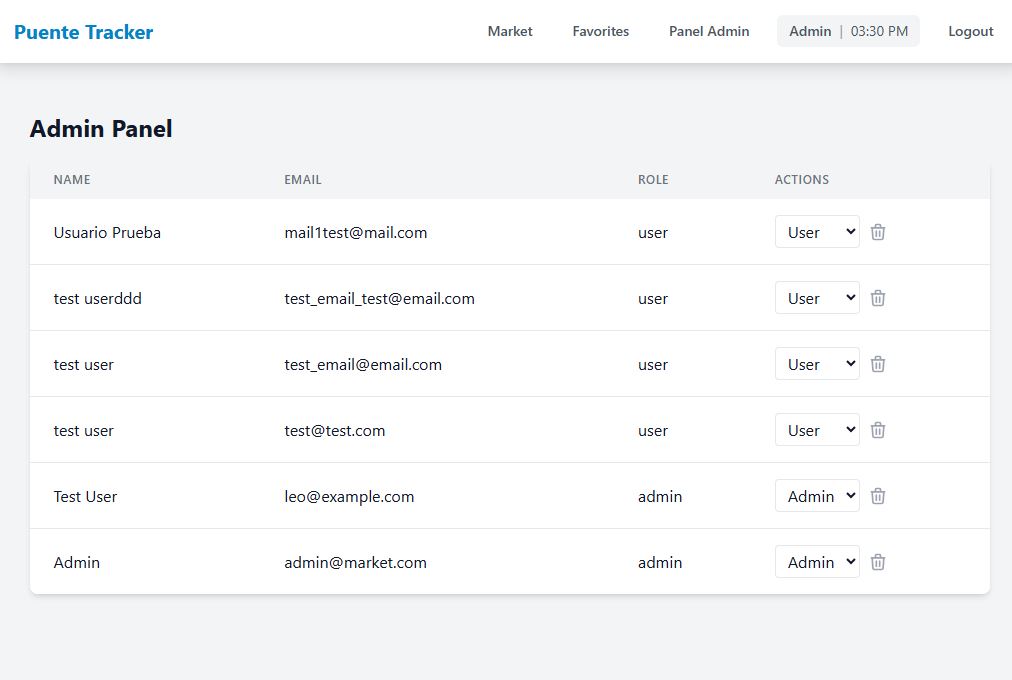 Puente Tracker Market Favorites Panel Admin Admin | 03:30 PM Logout
Admin Panel
NAME EMAIL ROLE ACTIONS
Usuario Prueba mail1test@mail.com user User
test userddd test_email_test@email.com user User
test user test_email@email.com user User
test user test@test.com user User
Test User leo@example.com admin Admin
Admin admin@market.com admin Admin